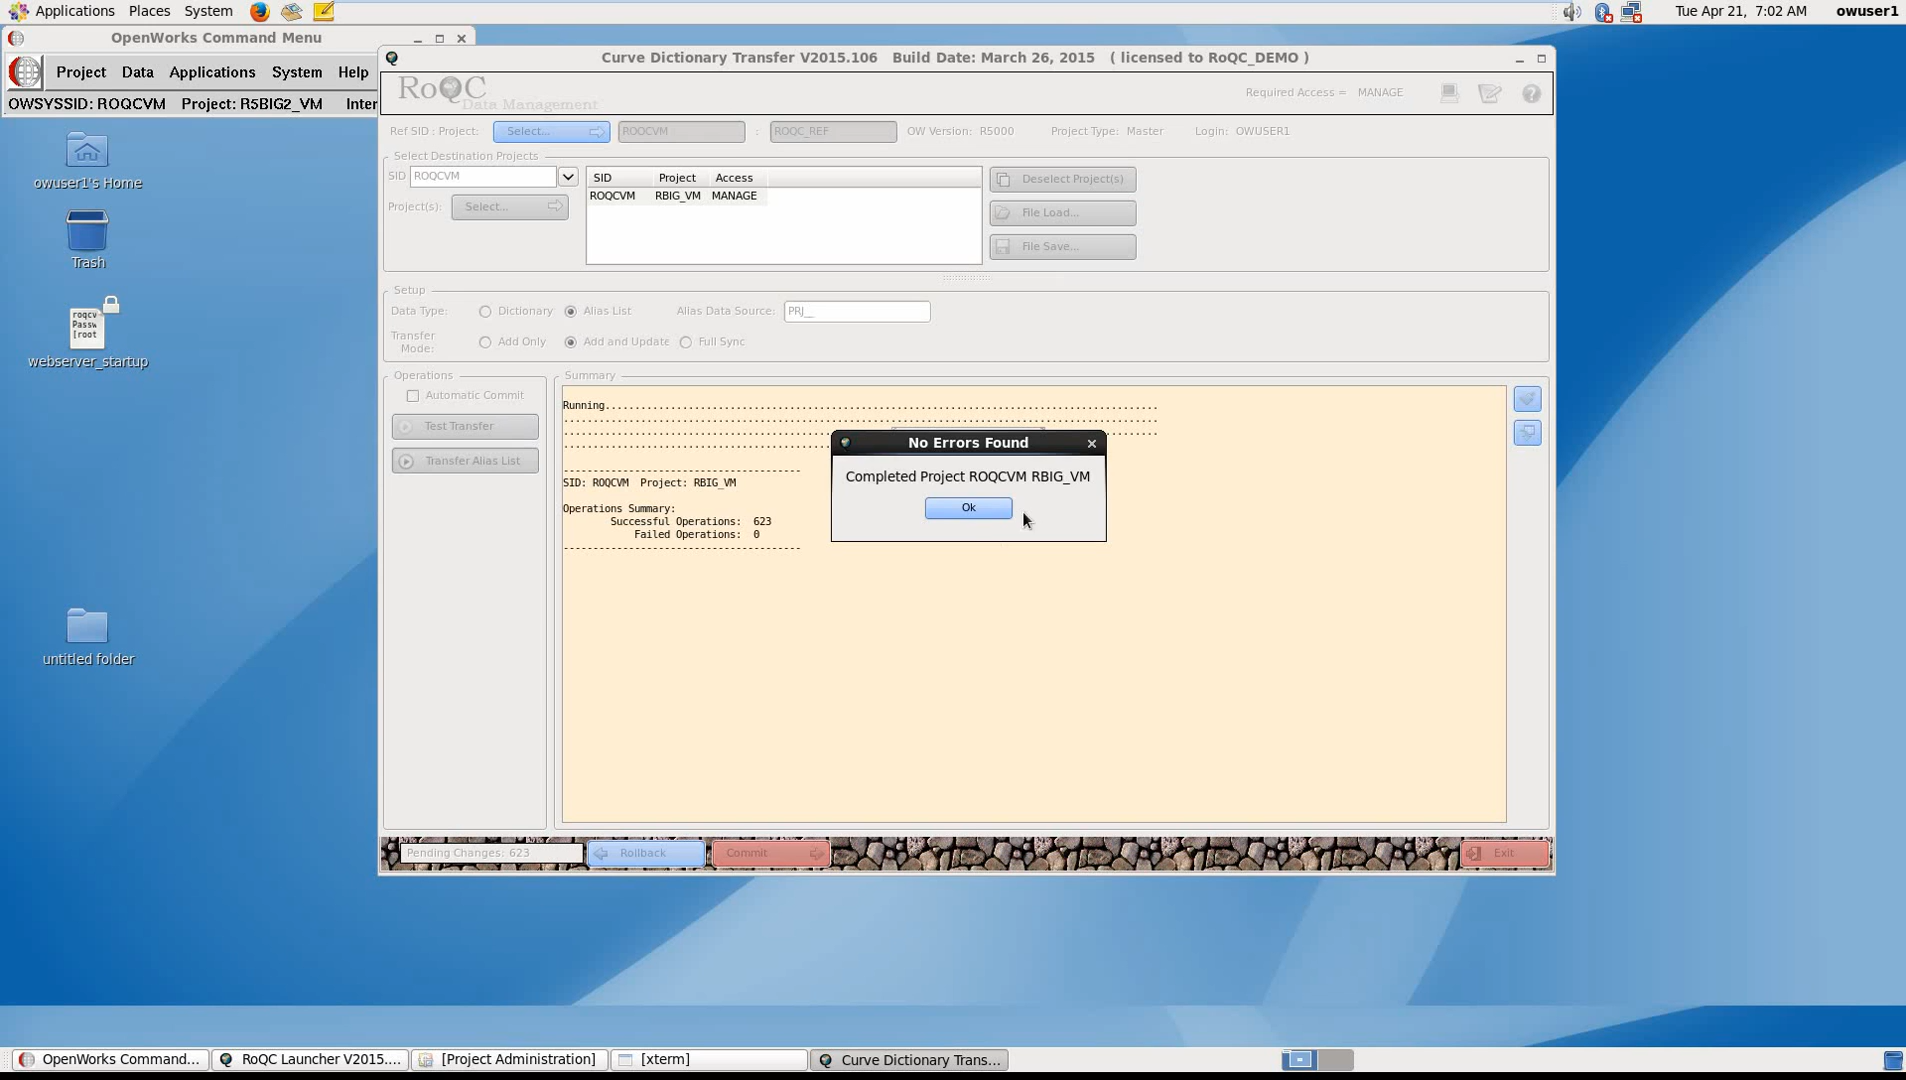 Applications Places System
Tue Apr 21, 7:02 AM owuser1
OpenWorks Command Menu
Project Data Applications System Help
OWSYSSID: ROQCVM Project: R5BIG2_VM Inter
owuser1's Home
Trash
roqcv
Passw
[root
webserver_startup
untitled folder
Curve Dictionary Transfer V2015.106 Build Date: March 26, 2015 ( licensed to RoQC_DEMO )
RoQC
Data Management
Required Access = MANAGE
Ref SID : Project: Select... ROQCVM : ROQC_REF OW Version: R5000 Project Type: Master Login: OWUSER1
Select Destination Projects
SID ROQCVM
Project(s): Select...
SID Project Access
ROQCVM RBIG_VM MANAGE
Deselect Project(s)
File Load...
File Save...
Setup
Data Type: Dictionary Alias List Alias Data Source: PRJ__
Transfer Mode: Add Only Add and Update Full Sync
Operations
Automatic Commit
Test Transfer
Transfer Alias List
Summary
Running..............................................................................................
....................................................................................................
....................................................................................................
.............................................
----------------------------------------
SID: ROQCVM Project: RBIG_VM
Operations Summary:
Successful Operations: 623
Failed Operations: 0
----------------------------------------
No Errors Found
Completed Project ROQCVM RBIG_VM
Ok
Pending Changes: 623 Rollback Commit Exit
OpenWorks Command... RoQC Launcher V2015.... [Project Administration] [xterm] Curve Dictionary Trans...